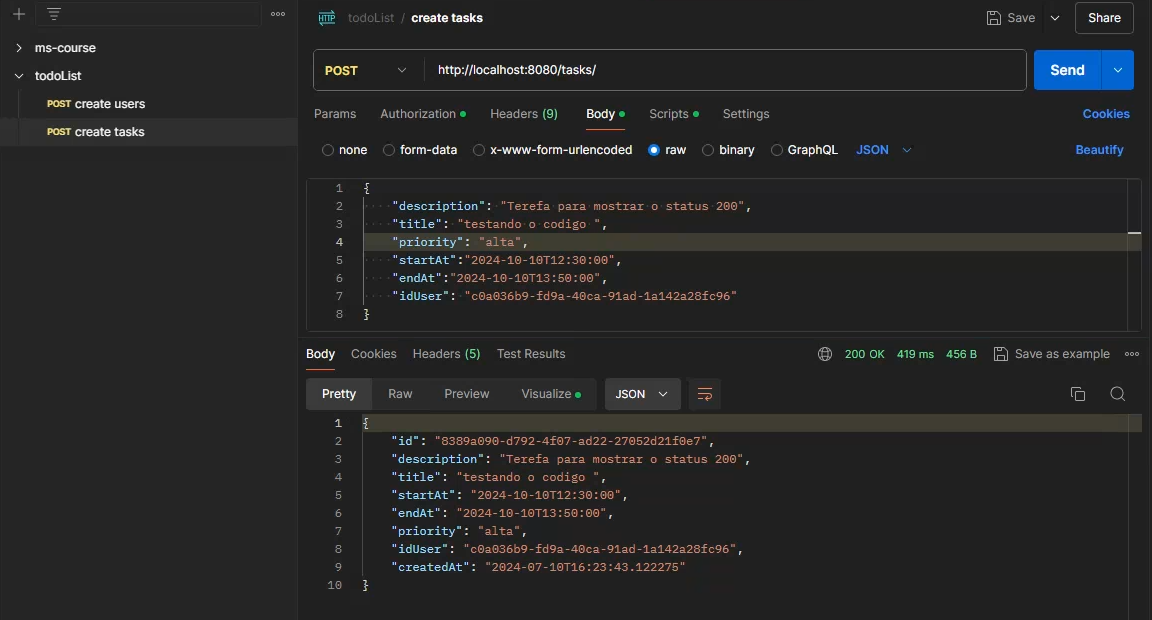 ms-course
todoList
POST create users
POST create tasks
HTTP todoList / create tasks
Save
Share
POST
http://localhost:8080/tasks/
Send
Params Authorization Headers (9) Body Scripts Settings
Cookies
none form-data x-www-form-urlencoded raw binary GraphQL JSON
Beautify
1 {
2 "description": "Terefa para mostrar o status 200",
3 "title": "testando o codigo ",
4 "priority": "alta",
5 "startAt":"2024-10-10T12:30:00",
6 "endAt":"2024-10-10T13:50:00",
7 "idUser": "c0a036b9-fd9a-40ca-91ad-1a142a28fc96"
8 }
Body Cookies Headers (5) Test Results
200 OK 419 ms 456 B Save as example
Pretty Raw Preview Visualize JSON
1 {
2 "id": "8389a090-d792-4f07-ad22-27052d21f0e7",
3 "description": "Terefa para mostrar o status 200",
4 "title": "testando o codigo ",
5 "startAt": "2024-10-10T12:30:00",
6 "endAt": "2024-10-10T13:50:00",
7 "priority": "alta",
8 "idUser": "c0a036b9-fd9a-40ca-91ad-1a142a28fc96",
9 "createdAt": "2024-07-10T16:23:43.122275"
10 }